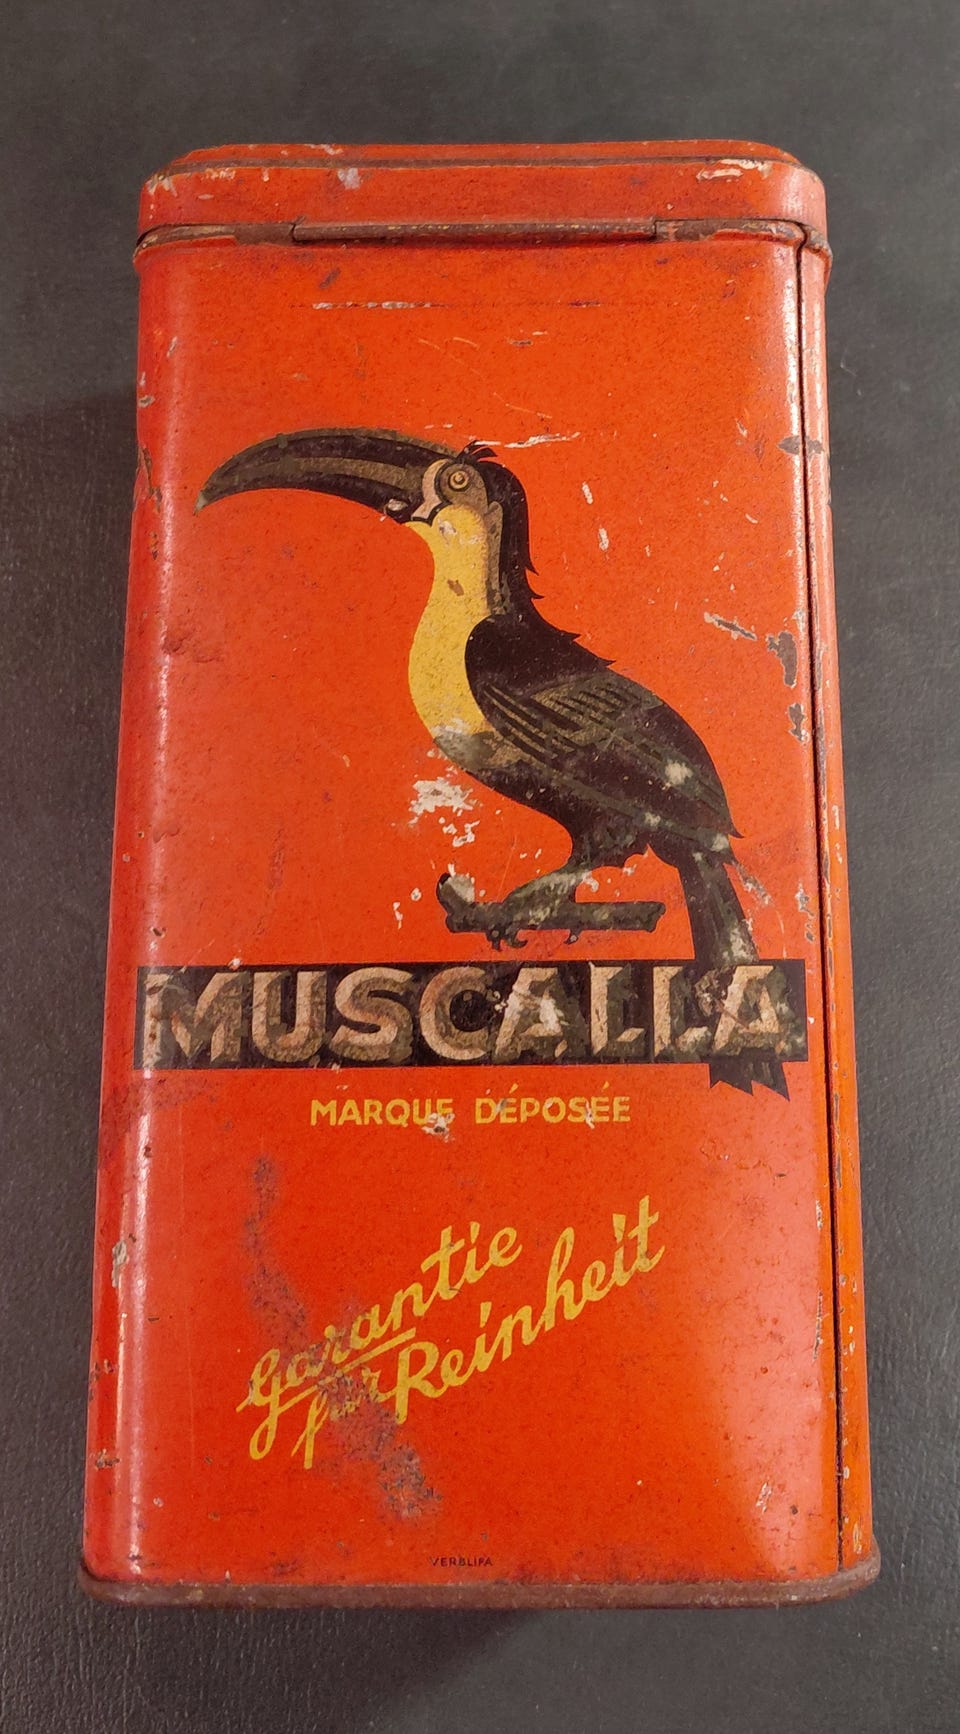 MUSCALLA
MARQUE DÉPOSÉE
Garantie
für Reinheit
VERBLIFA